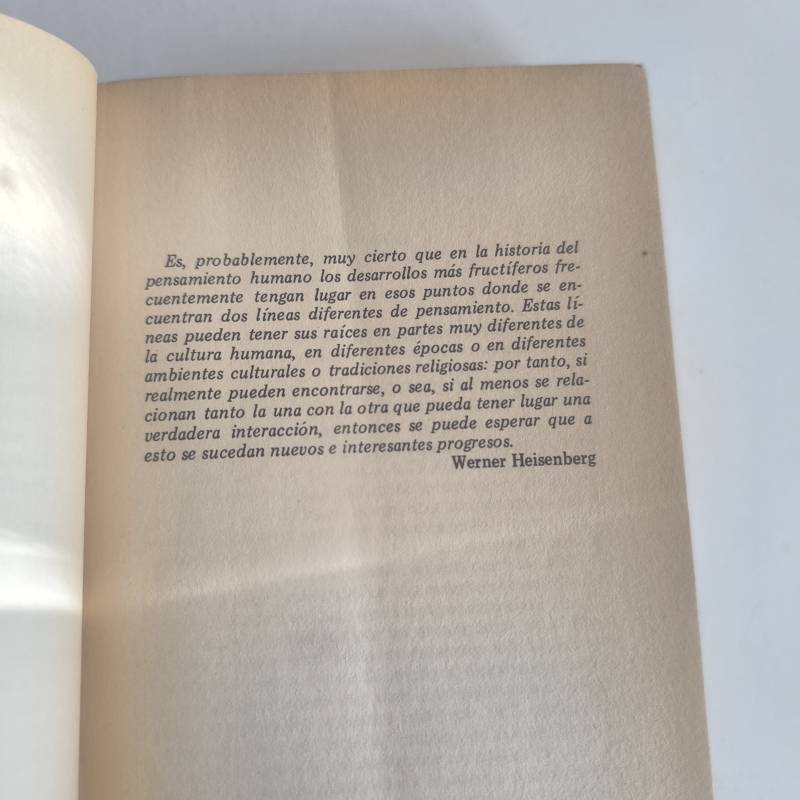 Es, probablemente, muy cierto que en la historia del
pensamiento humano los desarrollos más fructíferos fre-
cuentemente tengan lugar en esos puntos donde se en-
cuentran dos líneas diferentes de pensamiento. Estas lí-
neas pueden tener sus raíces en partes muy diferentes de
la cultura humana, en diferentes épocas o en diferentes
ambientes culturales o tradiciones religiosas: por tanto, si
realmente pueden encontrarse, o sea, si al menos se rela-
cionan tanto la una con la otra que pueda tener lugar una
verdadera interacción, entonces se puede esperar que a
esto se sucedan nuevos e interesantes progresos.
Werner Heisenberg